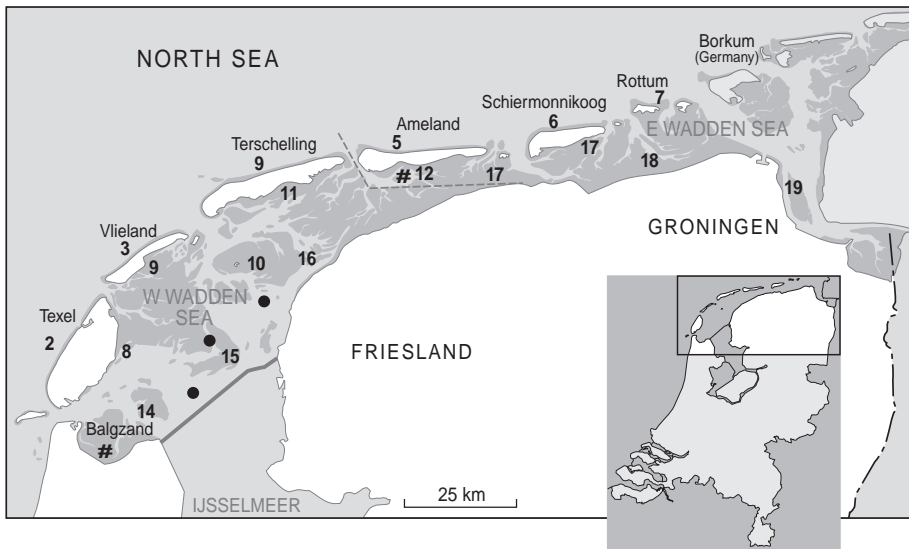 NORTH SEA
Borkum
(Germany)
Rottum
7
Schiermonnikoog
6
Ameland
5
E WADDEN SEA
Terschelling
9
17
# 12
17
18
11
19
GRONINGEN
Vlieland
3
9
10
16
W WADDEN
SEA
Texel
2
8
15
FRIESLAND
14
Balgzand
#
25 km
IJSSELMEER